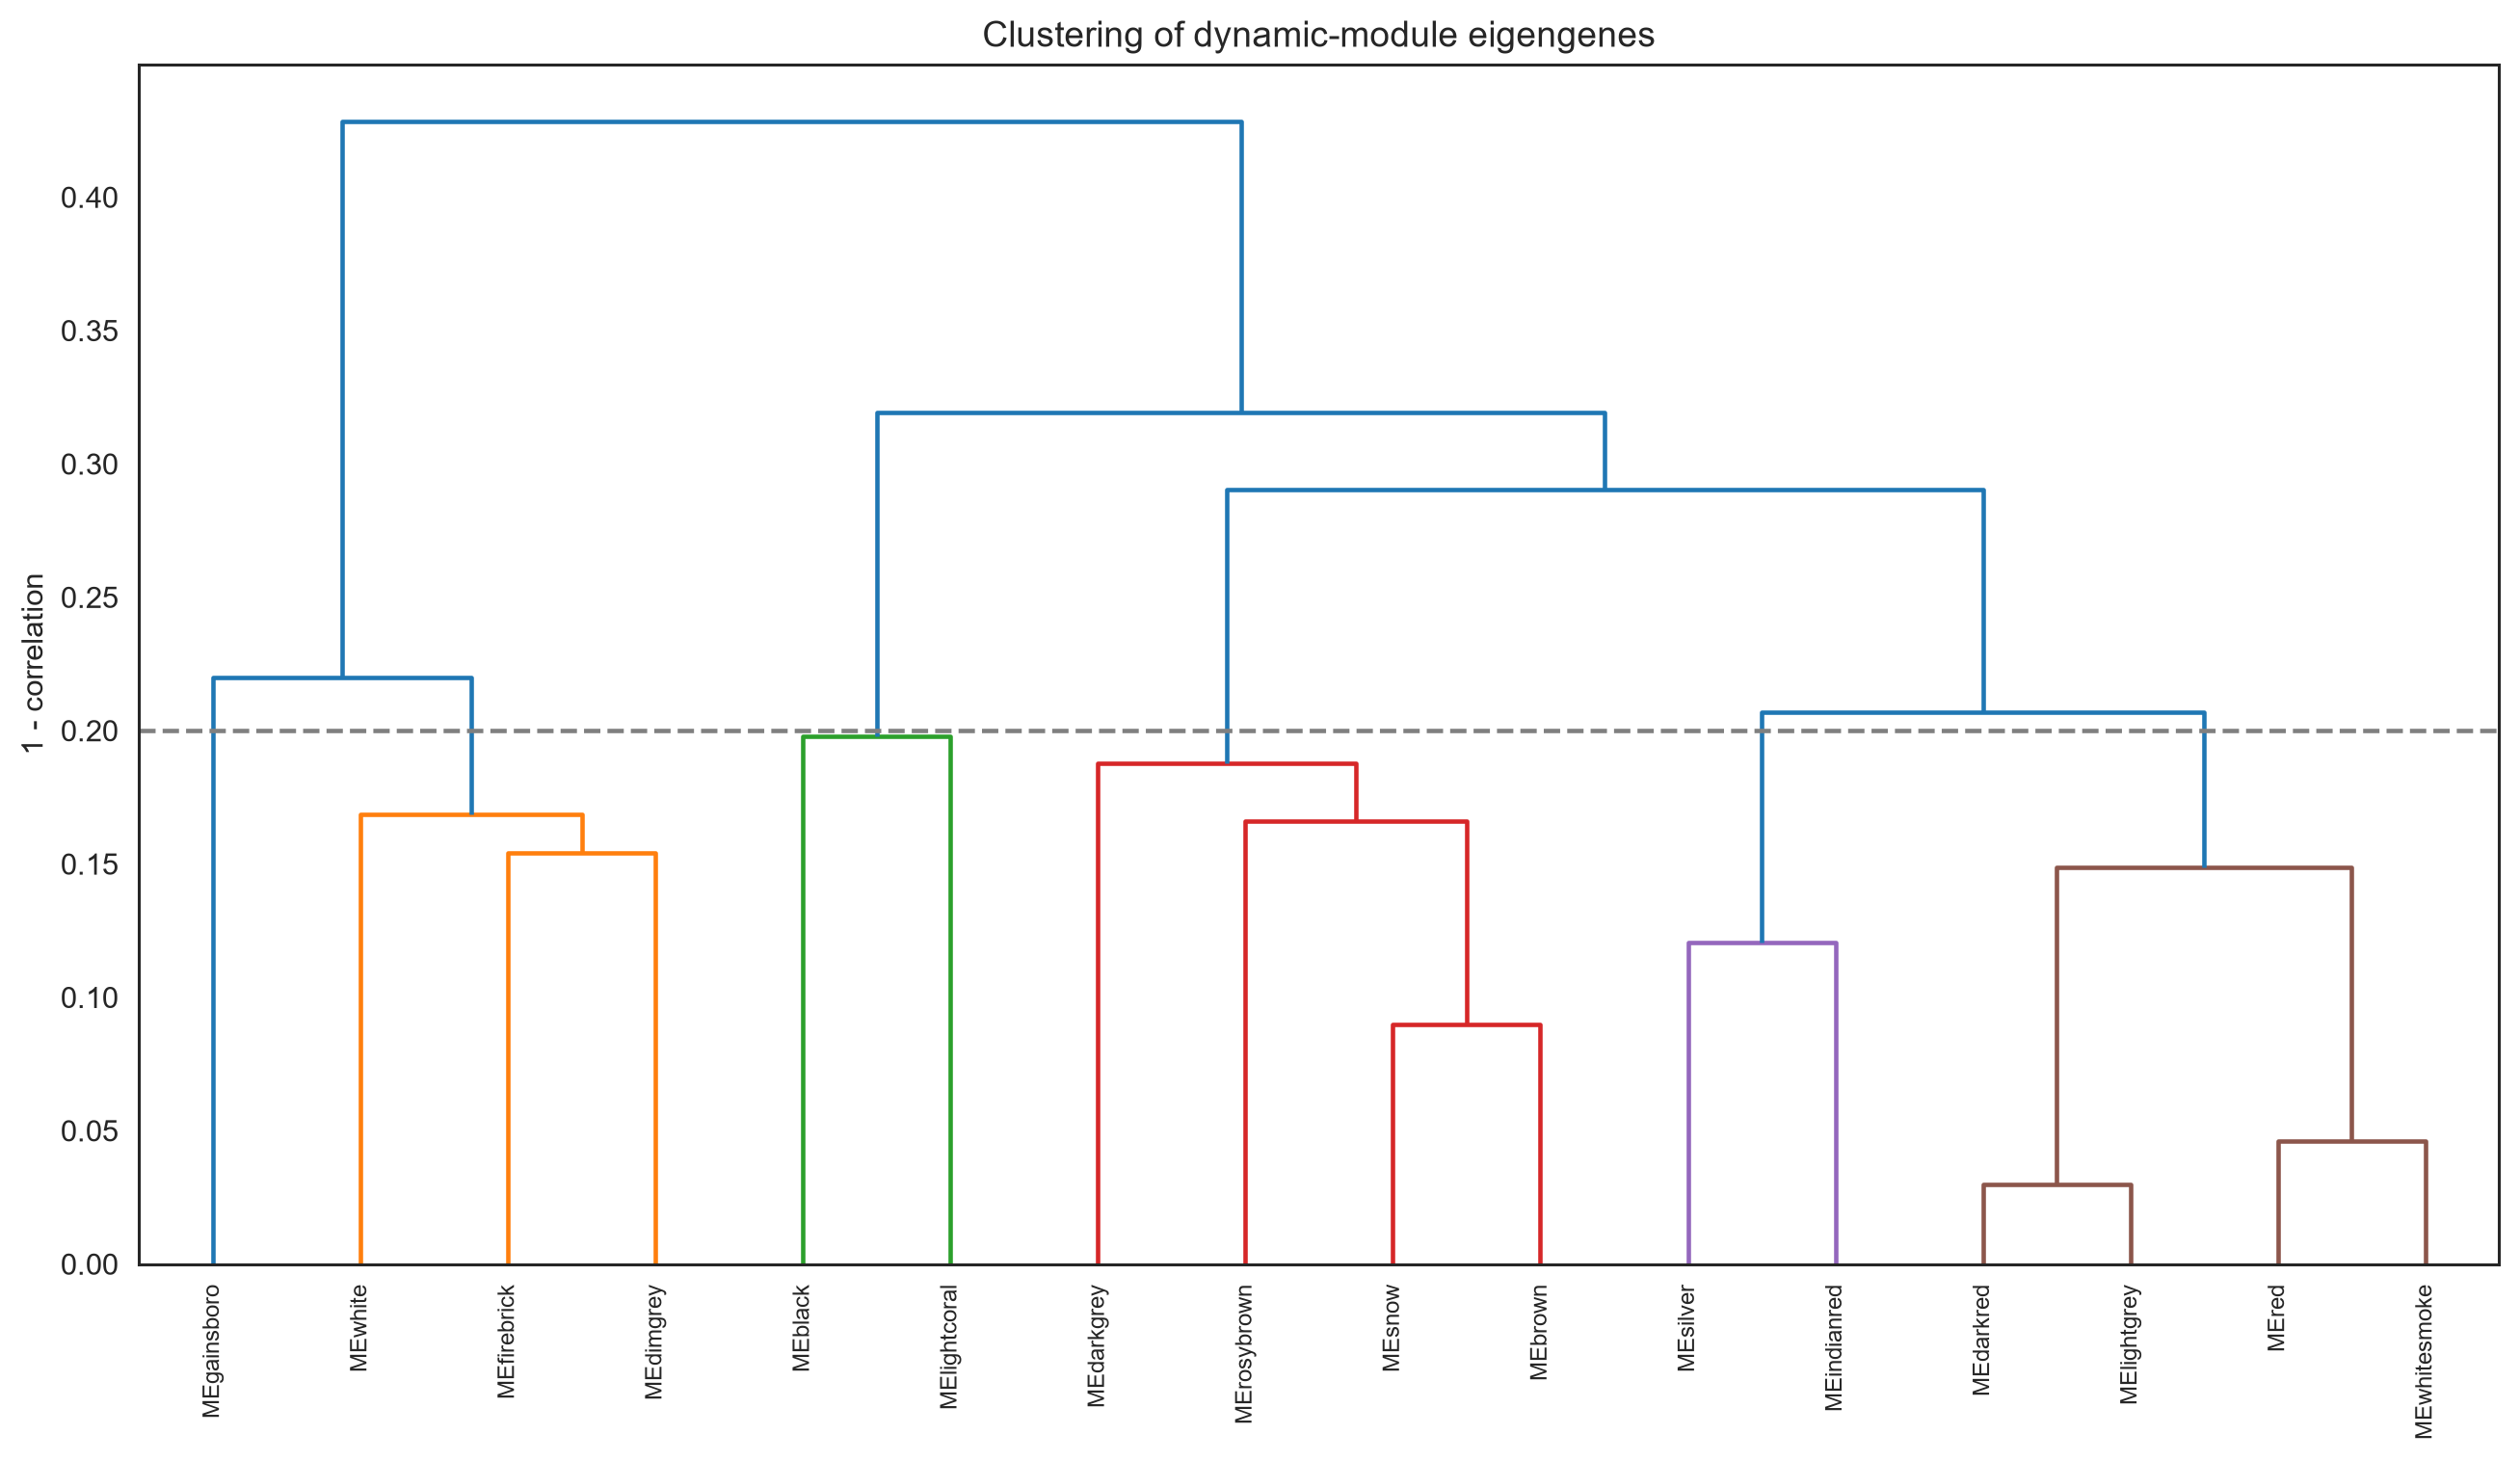 Clustering of dynamic-module eigengenes
1 - correlation
0.40
0.35
0.30
0.25
0.20
0.15
0.10
0.05
0.00
MEgainsboro
MEwhite
MEfirebrick
MEdimgrey
MEblack
MElightcoral
MEdarkgrey
MErosybrown
MEsnow
MEbrown
MEsilver
MEindianred
MEdarkred
MElightgrey
MEred
MEwhitesmoke